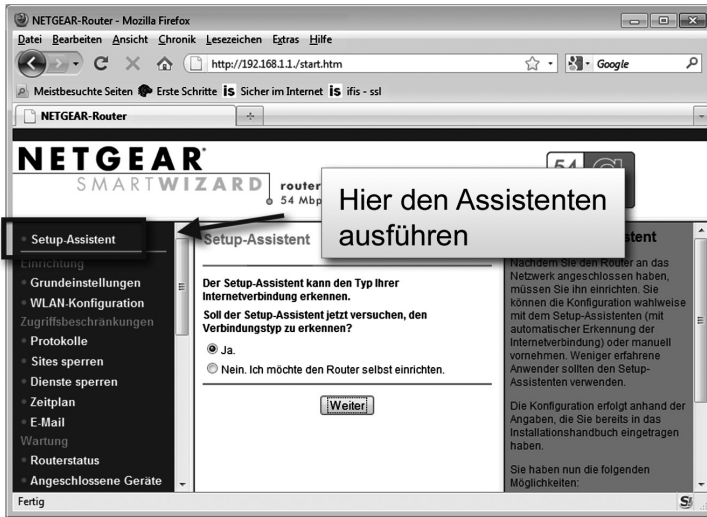 NETGEAR-Router - Mozilla Firefox
Datei Bearbeiten Ansicht Chronik Lesezeichen Extras Hilfe
http://192.168.1.1./start.htm
Google
Meistbesuchte Seiten Erste Schritte is Sicher im Internet is ifis - ssl
NETGEAR-Router
NETGEAR
SMARTWIZARD router
54 Mbp
54
Hier den Assistenten
ausführen
Setup-Assistent
Einrichtung
Grundeinstellungen
WLAN-Konfiguration
Zugriffsbeschränkungen
Protokolle
Sites sperren
Dienste sperren
Zeitplan
E-Mail
Wartung
Routerstatus
Angeschlossene Geräte
Setup-Assistent
Der Setup-Assistent kann den Typ Ihrer
Internetverbindung erkennen.
Soll der Setup-Assistent jetzt versuchen, den
Verbindungstyp zu erkennen?
Ja.
Nein. Ich möchte den Router selbst einrichten.
Weiter
stent
Nachdem Sie den Router an das
Netzwerk angeschlossen haben,
müssen Sie ihn einrichten. Sie
können die Konfiguration wahlweise
mit dem Setup-Assistenten (mit
automatischer Erkennung der
Internetverbindung) oder manuell
vornehmen. Weniger erfahrene
Anwender sollten den Setup-
Assistenten verwenden.
Die Konfiguration erfolgt anhand der
Angaben, die Sie bereits in das
Installationshandbuch eingetragen
haben.
Sie haben nun die folgenden
Möglichkeiten:
Fertig